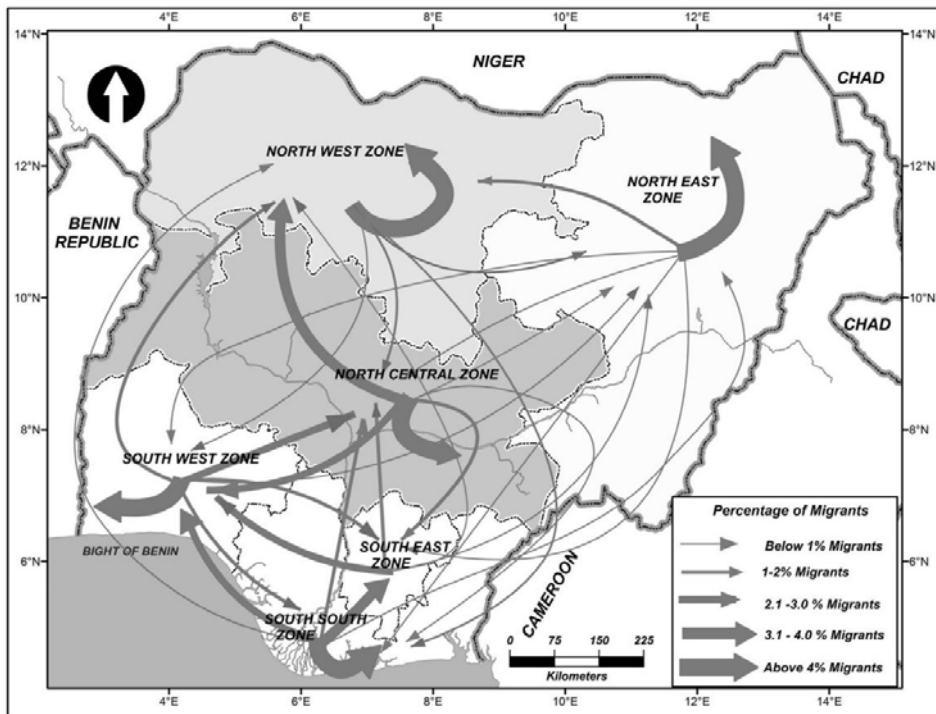 4°E 6°E 8°E 10°E 12°E 14°E
14°N 14°N
NIGER
CHAD
12°N 12°N
NORTH WEST ZONE
NORTH EAST
ZONE
BENIN
REPUBLIC
10°N 10°N
CHAD
NORTH CENTRAL ZONE
8°N 8°N
SOUTH WEST ZONE
BIGHT OF BENIN
SOUTH EAST
ZONE
6°N 6°N
SOUTH SOUTH
ZONE
CAMEROON
0 75 150 225
Kilometers
Percentage of Migrants
Below 1% Migrants
1-2% Migrants
2.1 -3.0 % Migrants
3.1 - 4.0 % Migrants
Above 4% Migrants
4°E 6°E 8°E 10°E 12°E 14°E